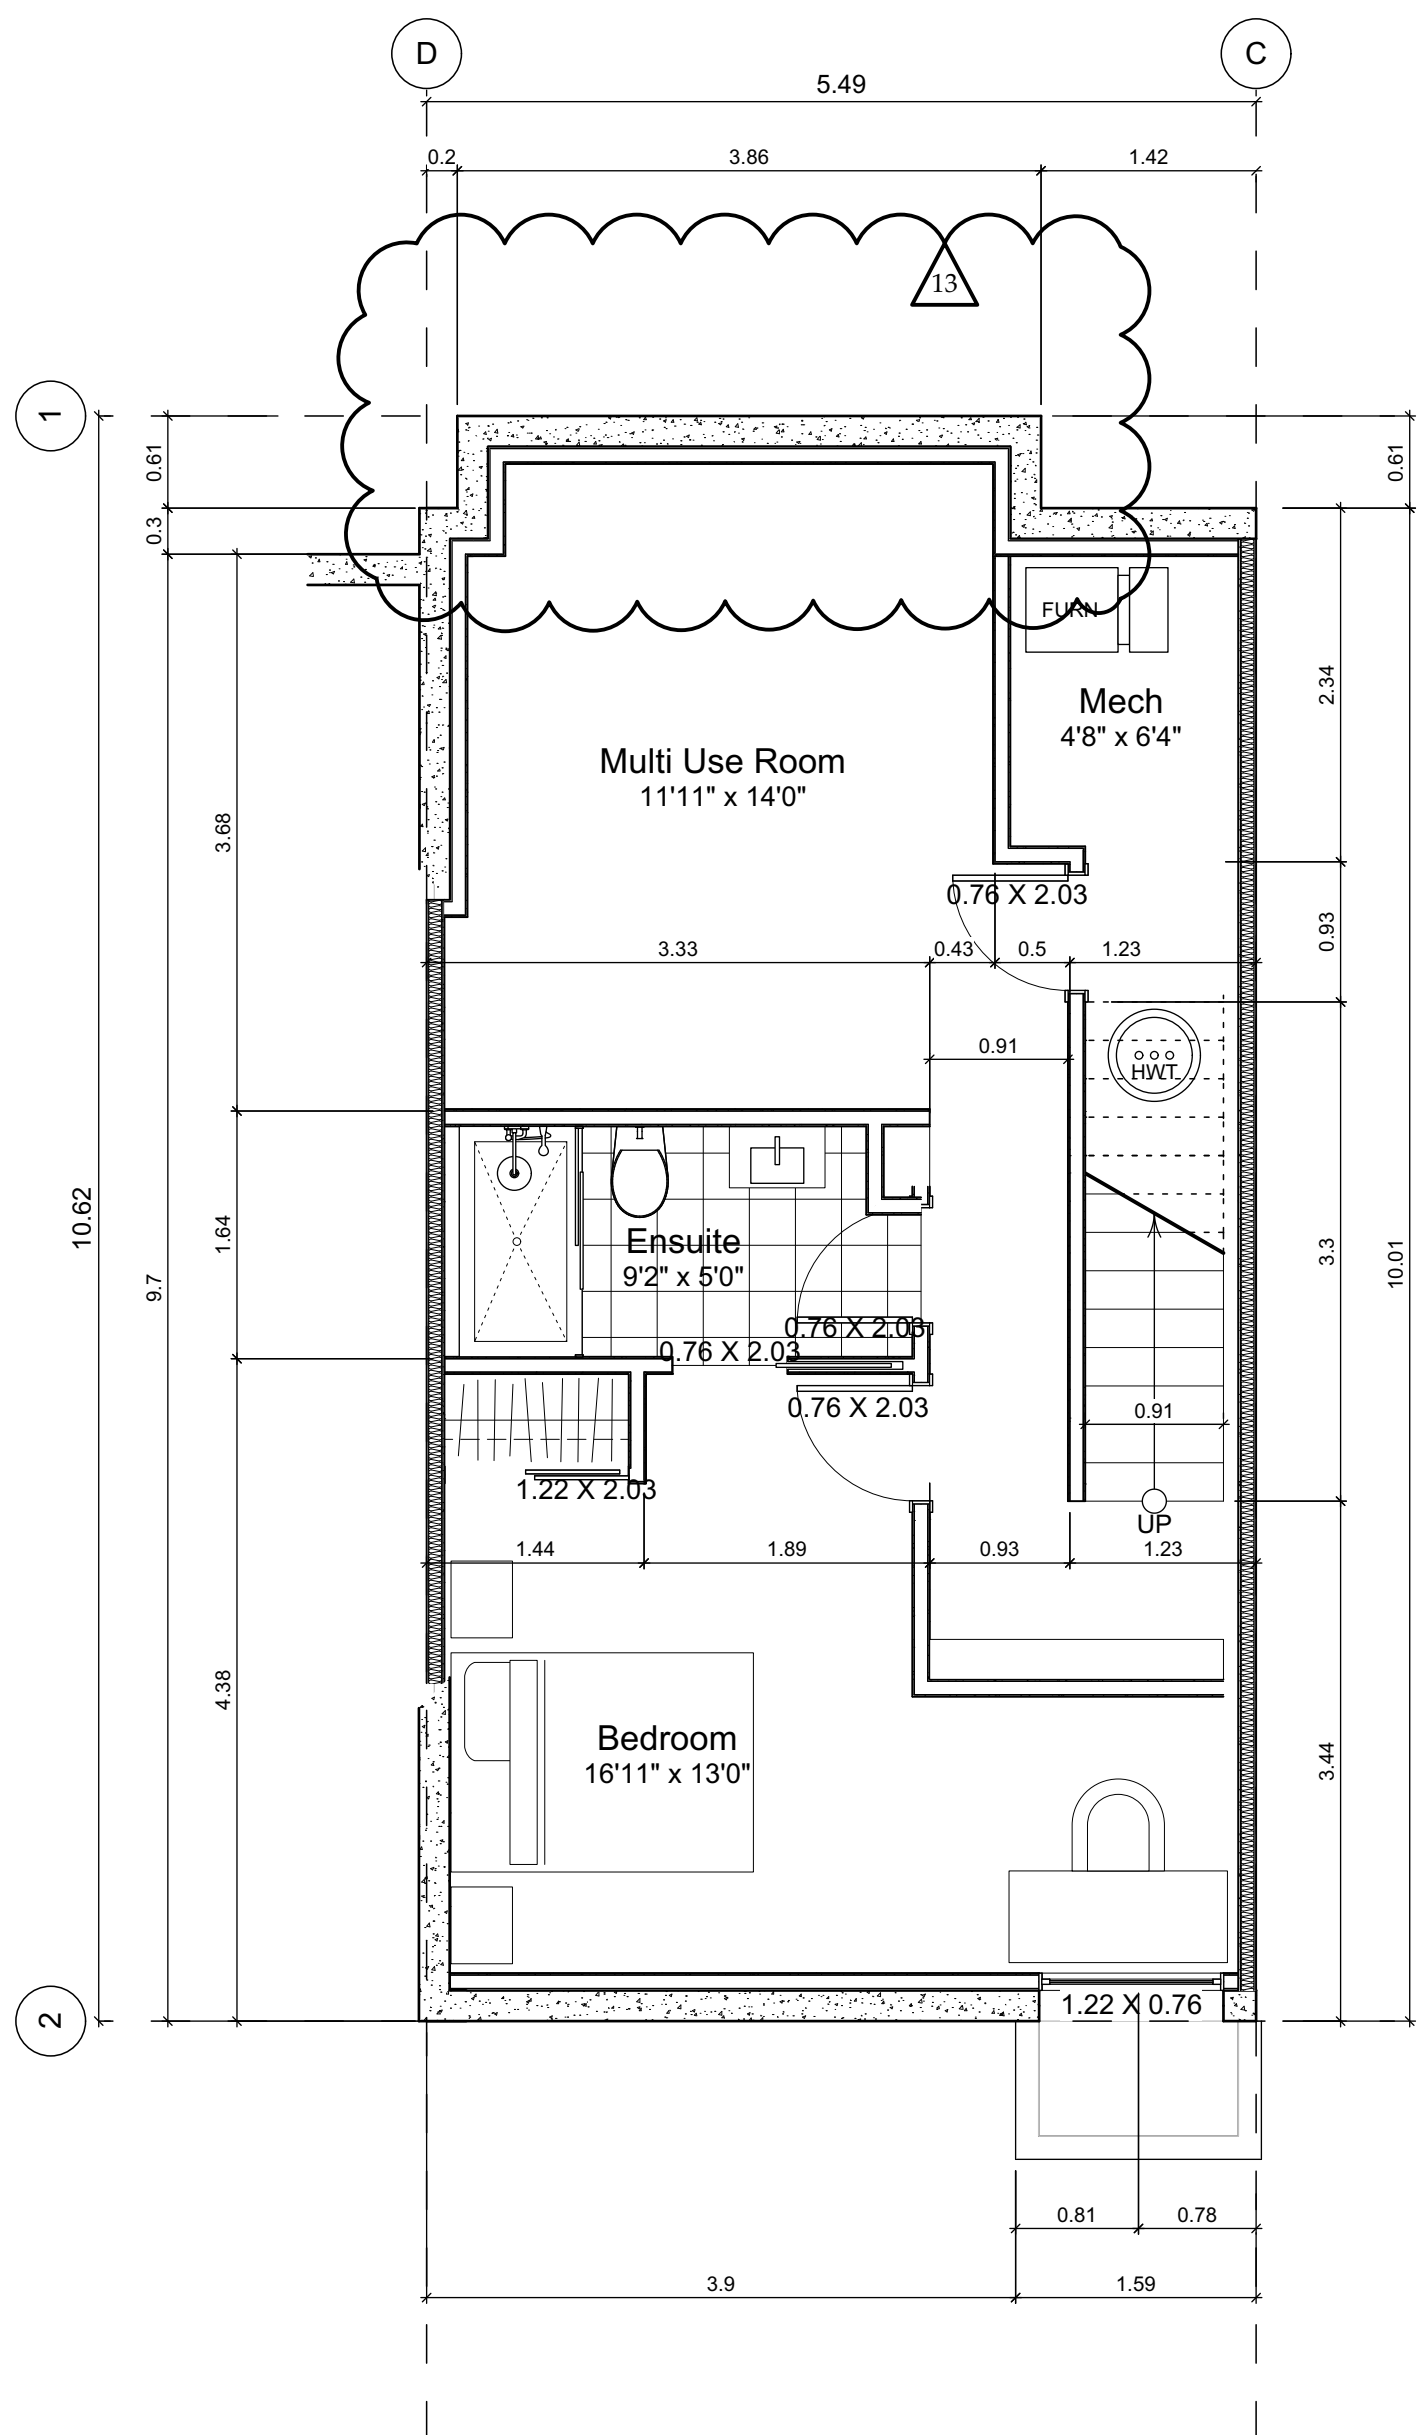 D
C
5.49
0.2
3.86
1.42
13
1
0.61
0.61
0.3
FURN
2.34
Mech
4'8" x 6'4"
Multi Use Room
11'11" x 14'0"
3.68
0.76 X 2.03
0.93
3.33
0.43
0.5
1.23
0.91
HWT
10.62
1.64
9.7
Ensuite
9'2" x 5'0"
3.3
10.01
0.76 X 2.03
0.76 X 2.03
0.76 X 2.03
0.91
1.22 X 2.03
UP
1.44
1.89
0.93
1.23
4.38
Bedroom
16'11" x 13'0"
3.44
2
1.22 X 0.76
0.81
0.78
3.9
1.59